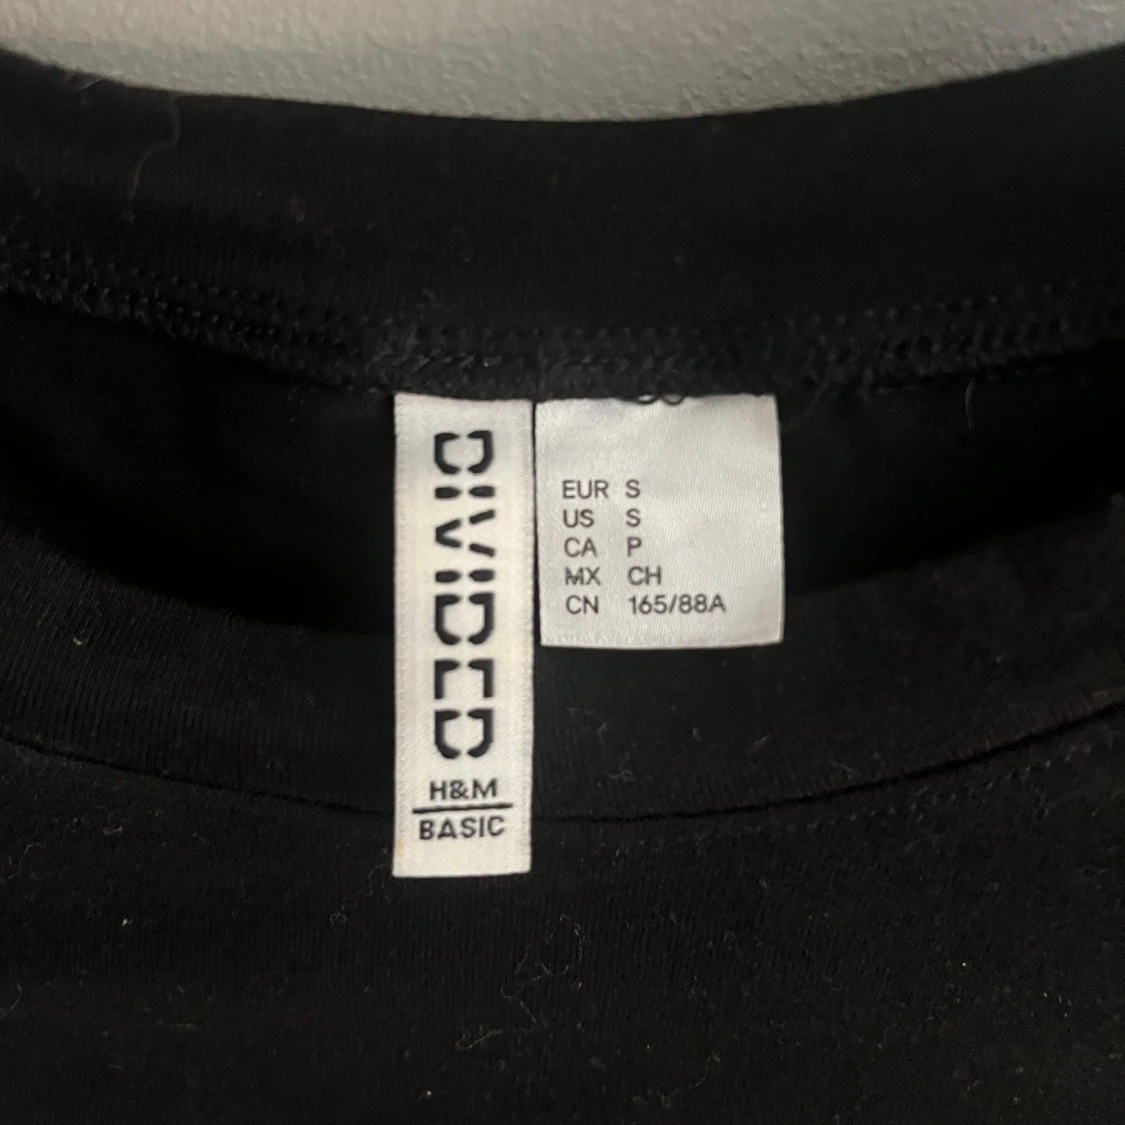 DIVIDED
H&M
BASIC
EUR S
US S
CA P
MX CH
CN 165/88A